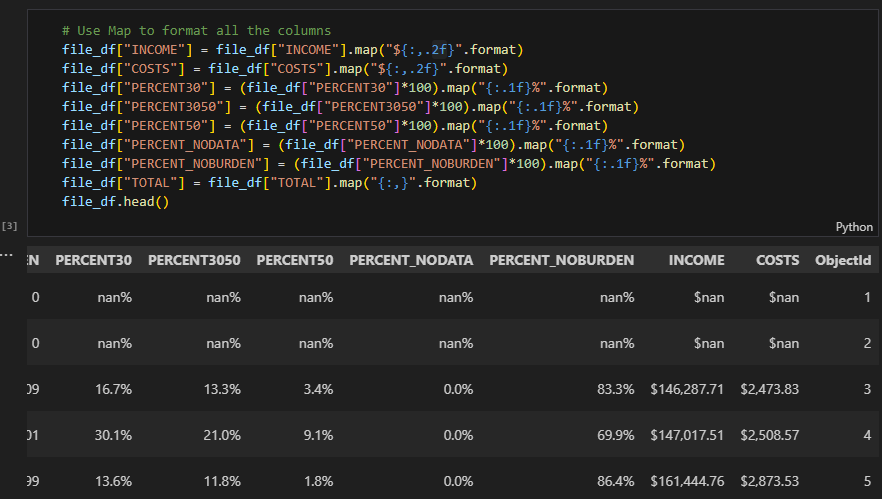 # Use Map to format all the columns
file_df["INCOME"] = file_df["INCOME"].map("${:,.2f}".format)
file_df["COSTS"] = file_df["COSTS"].map("${:,.2f}".format)
file_df["PERCENT30"] = (file_df["PERCENT30"]*100).map("{:.1f}%".format)
file_df["PERCENT3050"] = (file_df["PERCENT3050"]*100).map("{:.1f}%".format)
file_df["PERCENT50"] = (file_df["PERCENT50"]*100).map("{:.1f}%".format)
file_df["PERCENT_NODATA"] = (file_df["PERCENT_NODATA"]*100).map("{:.1f}%".format)
file_df["PERCENT_NOBURDEN"] = (file_df["PERCENT_NOBURDEN"]*100).map("{:.1f}%".format)
file_df["TOTAL"] = file_df["TOTAL"].map("{:,}".format)
file_df.head()
[3] Python
... EN PERCENT30 PERCENT3050 PERCENT50 PERCENT_NODATA PERCENT_NOBURDEN INCOME COSTS ObjectId
0 nan% nan% nan% nan% nan% $nan $nan 1
0 nan% nan% nan% nan% nan% $nan $nan 2
09 16.7% 13.3% 3.4% 0.0% 83.3% $146,287.71 $2,473.83 3
01 30.1% 21.0% 9.1% 0.0% 69.9% $147,017.51 $2,508.57 4
99 13.6% 11.8% 1.8% 0.0% 86.4% $161,444.76 $2,873.53 5